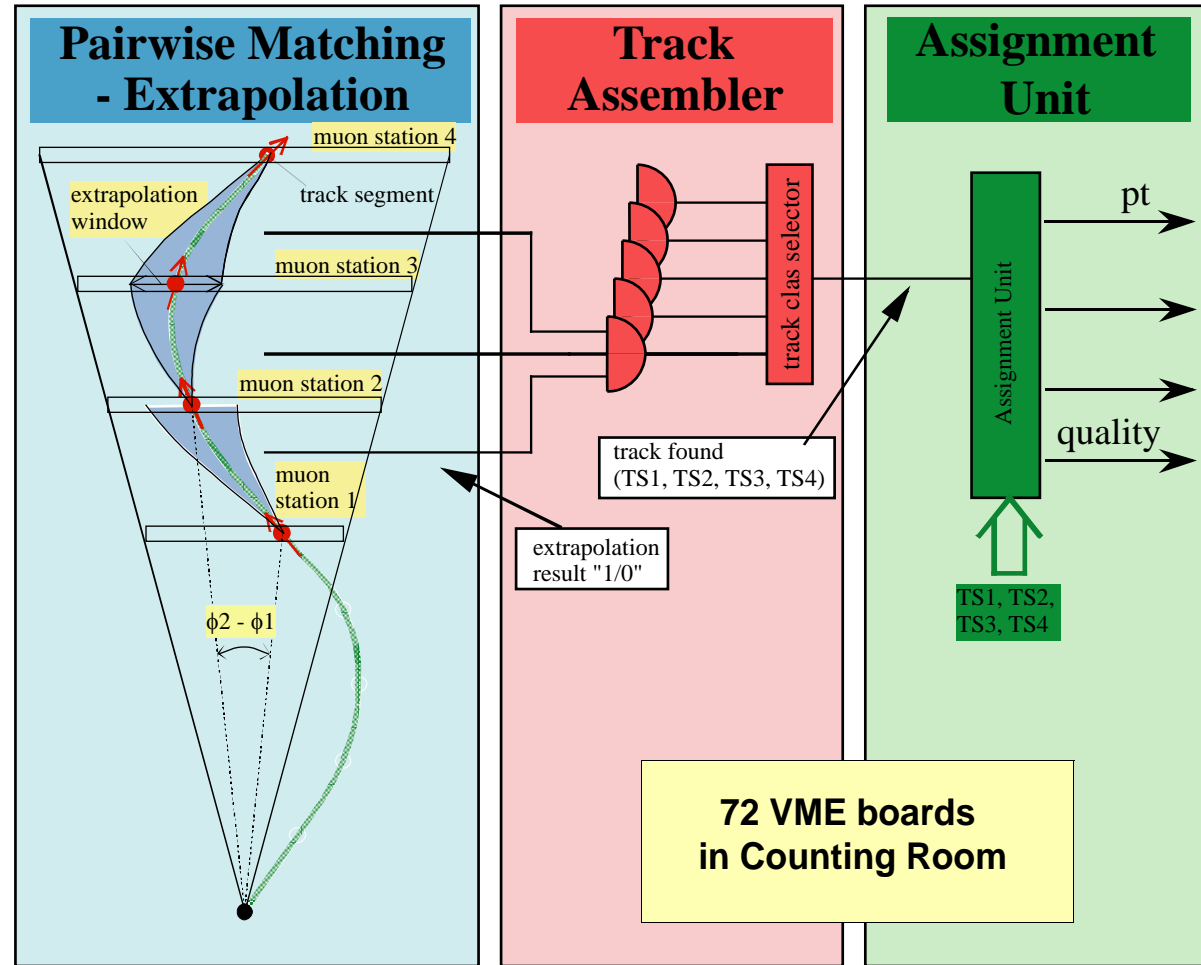 Pairwise Matching
- Extrapolation
muon station 4
extrapolation
window
track segment
muon station 3
muon station 2
muon
station 1
ϕ2 - ϕ1
Track
Assembler
track clas selector
track found
(TS1, TS2, TS3, TS4)
extrapolation
result "1/0"
Assignment
Unit
Assignment Unit
pt
quality
TS1, TS2,
TS3, TS4
72 VME boards
in Counting Room